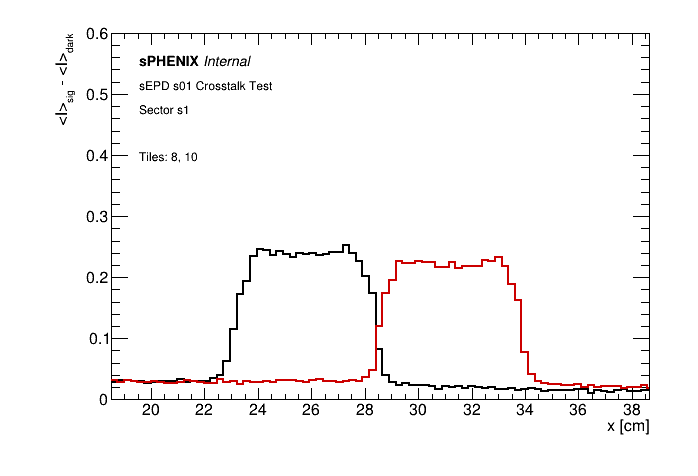 0.6
0.5
0.4
0.3
0.2
0.1
0
<I>sig - <I>dark
sPHENIX Internal
sEPD s01 Crosstalk Test
Sector s1
Tiles: 8, 10
20 22 24 26 28 30 32 34 36 38
x [cm]